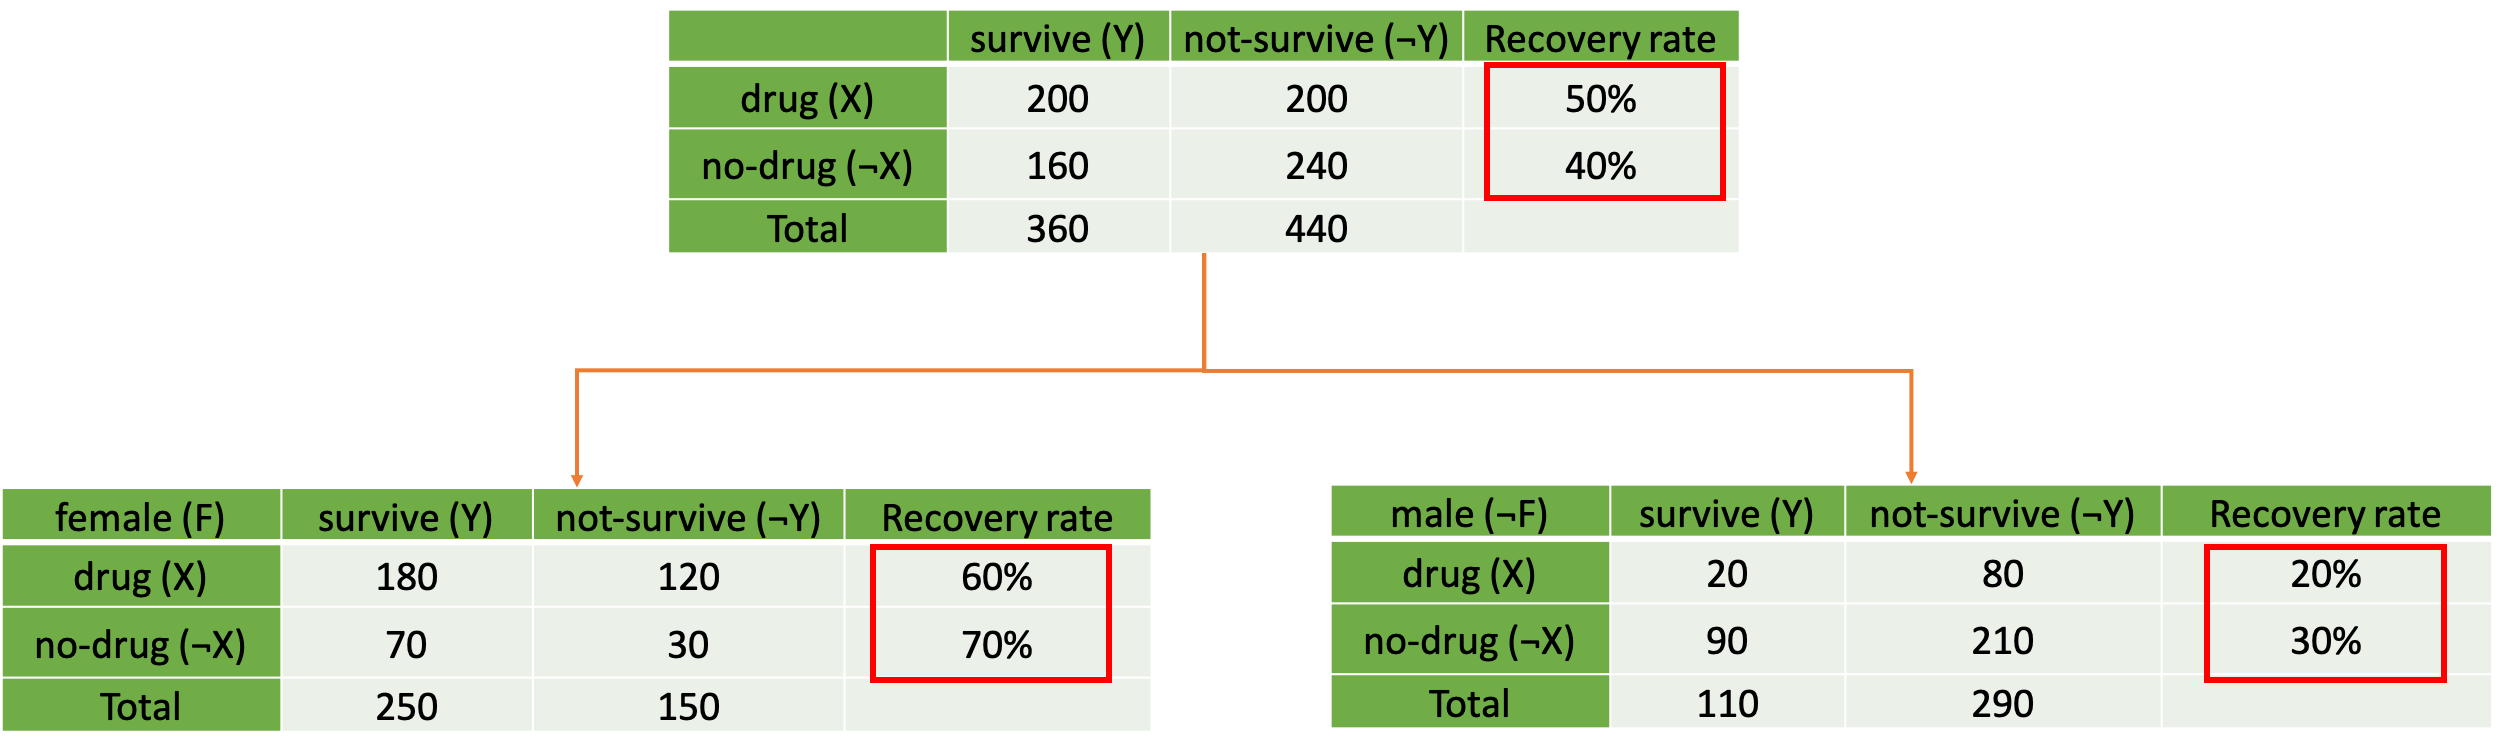 survive (Y) not-survive (¬Y) Recovery rate
drug (X) 200 200 50%
no-drug (¬X) 160 240 40%
Total 360 440
female (F) survive (Y) not-survive (¬Y) Recovery rate
drug (X) 180 120 60%
no-drug (¬X) 70 30 70%
Total 250 150
male (¬F) survive (Y) not-survive (¬Y) Recovery rate
drug (X) 20 80 20%
no-drug (¬X) 90 210 30%
Total 110 290